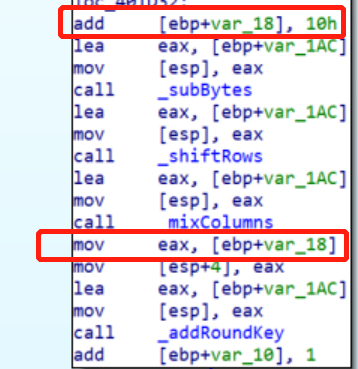 add [ebp+var_18], 10h
lea eax, [ebp+var_1AC]
mov [esp], eax
call _subBytes
lea eax, [ebp+var_1AC]
mov [esp], eax
call _shiftRows
lea eax, [ebp+var_1AC]
mov [esp], eax
call _mixColumns
mov eax, [ebp+var_18]
mov [esp+4], eax
lea eax, [ebp+var_1AC]
mov [esp], eax
call _addRoundKey
add [ebp+var_10], 1